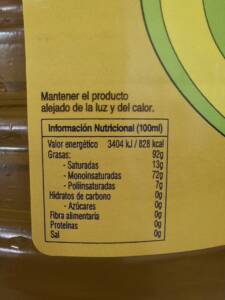 Mantener el producto
alejado de la luz y del calor.
Información Nutricional (100ml)
Valor energético 3404 kJ / 828 kcal
Grasas: 92g
- Saturadas 13g
- Monoinsaturadas 72g
- Poliinsaturadas 7g
Hidratos de carbono 0g
- Azúcares 0g
Fibra alimentaria 0g
Proteínas 0g
Sal 0g